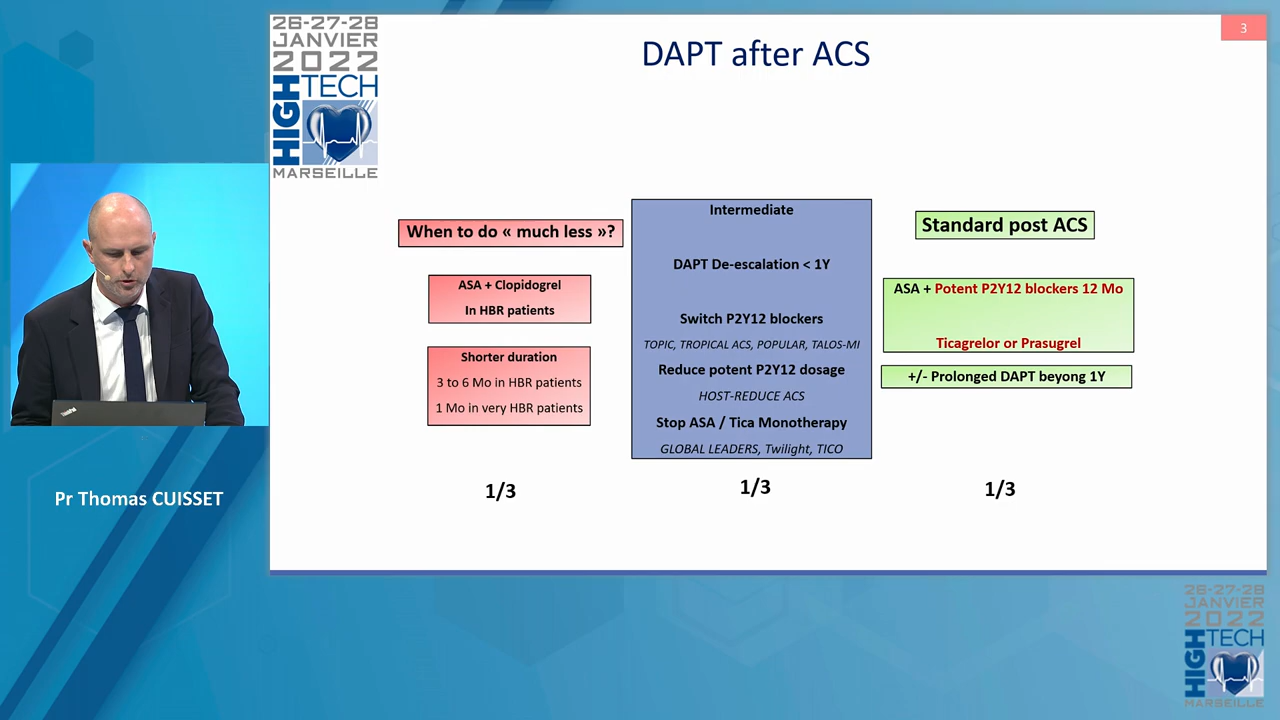 26-27-28
JANVIER
2022
HIGHTECH
MARSEILLE
DAPT after ACS
3
When to do « much less »?
ASA + Clopidogrel
In HBR patients
Shorter duration
3 to 6 Mo in HBR patients
1 Mo in very HBR patients
1/3
Intermediate
DAPT De-escalation < 1Y
Switch P2Y12 blockers
TOPIC, TROPICAL ACS, POPULAR, TALOS-MI
Reduce potent P2Y12 dosage
HOST-REDUCE ACS
Stop ASA / Tica Monotherapy
GLOBAL LEADERS, Twilight, TICO
1/3
Standard post ACS
ASA + Potent P2Y12 blockers 12 Mo
Ticagrelor or Prasugrel
+/- Prolonged DAPT beyong 1Y
1/3
ThinkPad
Pr Thomas CUISSET
26-27-28
JANVIER
2022
HIGHTECH
MARSEILLE